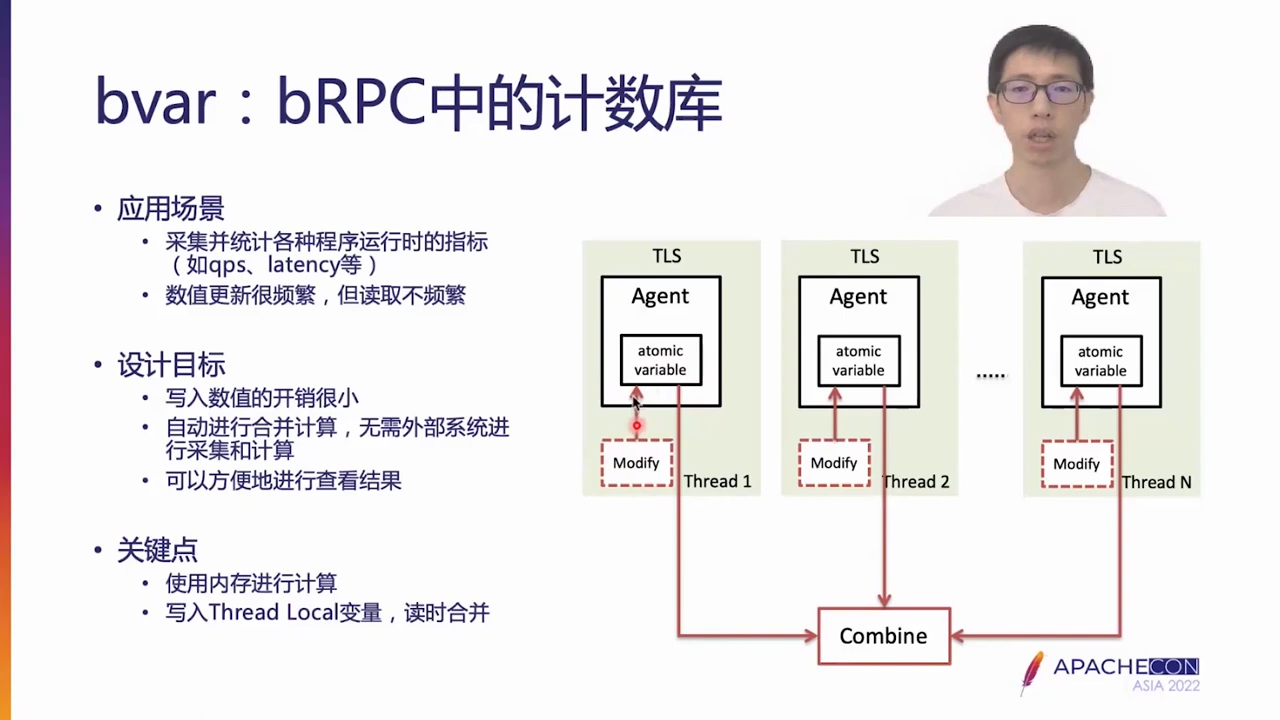 bvar：bRPC中的计数库
• 应用场景
• 采集并统计各种程序运行时的指标
（如qps、latency等）
• 数值更新很频繁，但读取不频繁
• 设计目标
• 写入数值的开销很小
• 自动进行合并计算，无需外部系统进
行采集和计算
• 可以方便地进行查看结果
• 关键点
• 使用内存进行计算
• 写入Thread Local变量，读时合并
TLS
Agent
atomic
variable
Modify
Thread 1
TLS
Agent
atomic
variable
Modify
Thread 2
.....
TLS
Agent
atomic
variable
Modify
Thread N
Combine
APACHECON
ASIA 2022